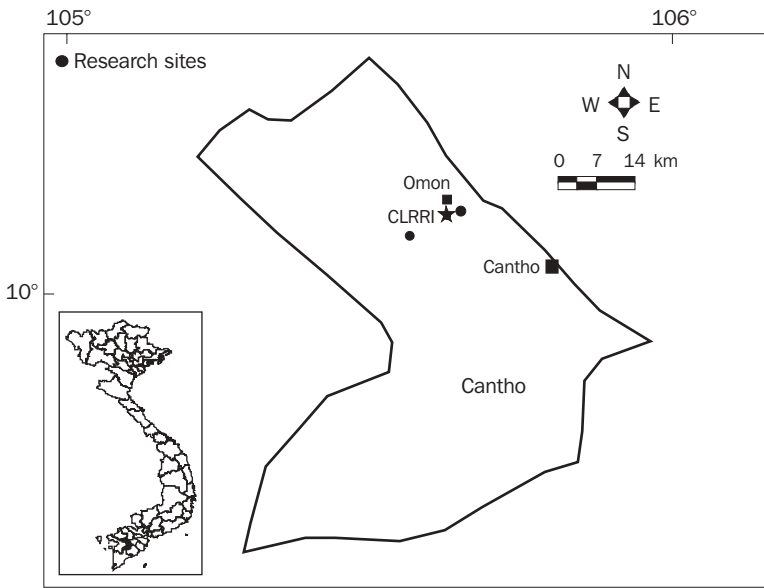 105°
106°
Research sites
N
W E
S
0 7 14 km
Omon
CLRRI
Cantho
10°
Cantho